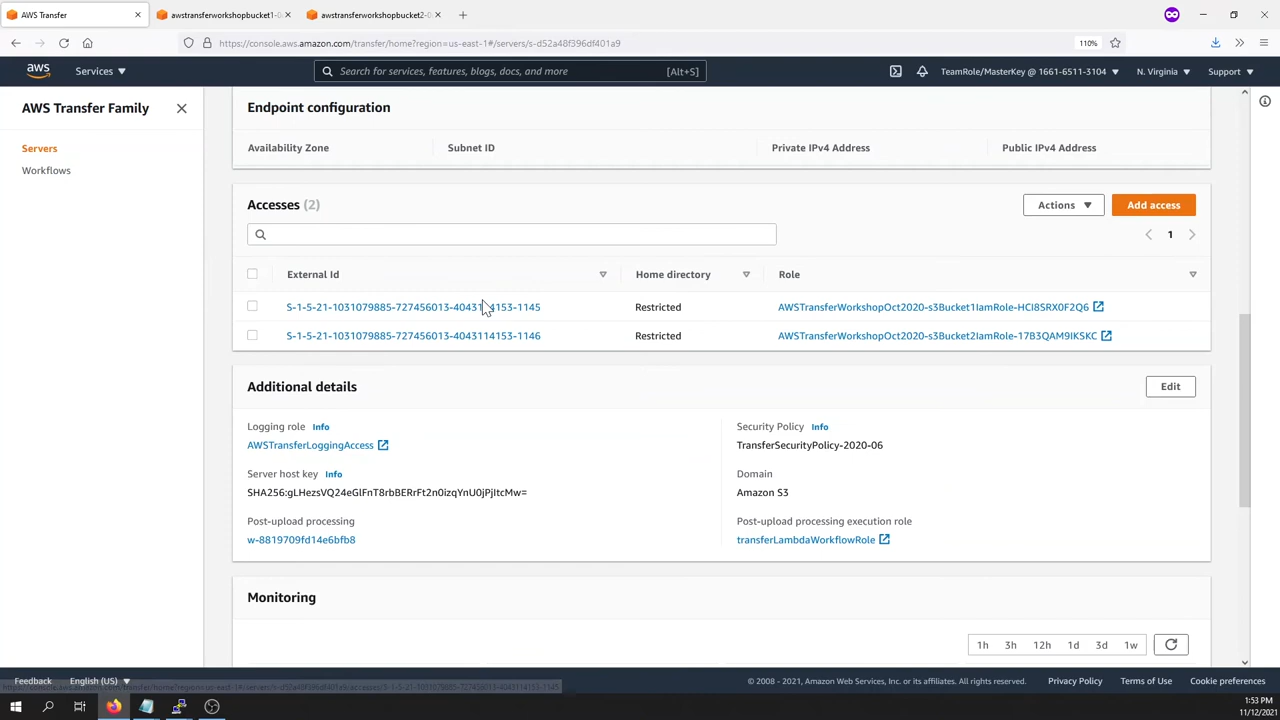 AWS Transfer
awstransferworkshopbucket1-0
awstransferworkshopbucket2-0
https://console.aws.amazon.com/transfer/home?region=us-east-1#/servers/s-d52a48f396df401a9
110%
aws
Services
Search for services, features, blogs, docs, and more
[Alt+S]
TeamRole/MasterKey @ 1661-6511-3104
N. Virginia
Support
AWS Transfer Family
Servers
Workflows
Endpoint configuration
Availability Zone
Subnet ID
Private IPv4 Address
Public IPv4 Address
Accesses (2)
Actions
Add access
1
External Id
Home directory
Role
S-1-5-21-1031079885-727456013-4043114153-1145
Restricted
AWSTransferWorkshopOct2020-s3Bucket1IamRole-HCI8SRX0F2Q6
S-1-5-21-1031079885-727456013-4043114153-1146
Restricted
AWSTransferWorkshopOct2020-s3Bucket2IamRole-17B3QAM9IKSKC
Additional details
Edit
Logging role Info
AWSTransferLoggingAccess
Server host key Info
SHA256:gLHezsVQ24eGlFnT8rbBERrFt2n0izqYnU0jPjItcMw=
Post-upload processing
w-8819709fd14e6bfb8
Security Policy Info
TransferSecurityPolicy-2020-06
Domain
Amazon S3
Post-upload processing execution role
transferLambdaWorkflowRole
Monitoring
1h
3h
12h
1d
3d
1w
Feedback
English (US)
© 2008 - 2021, Amazon Web Services, Inc. or its affiliates. All rights reserved.
Privacy Policy
Terms of Use
Cookie preferences
1:53 PM
11/12/2021